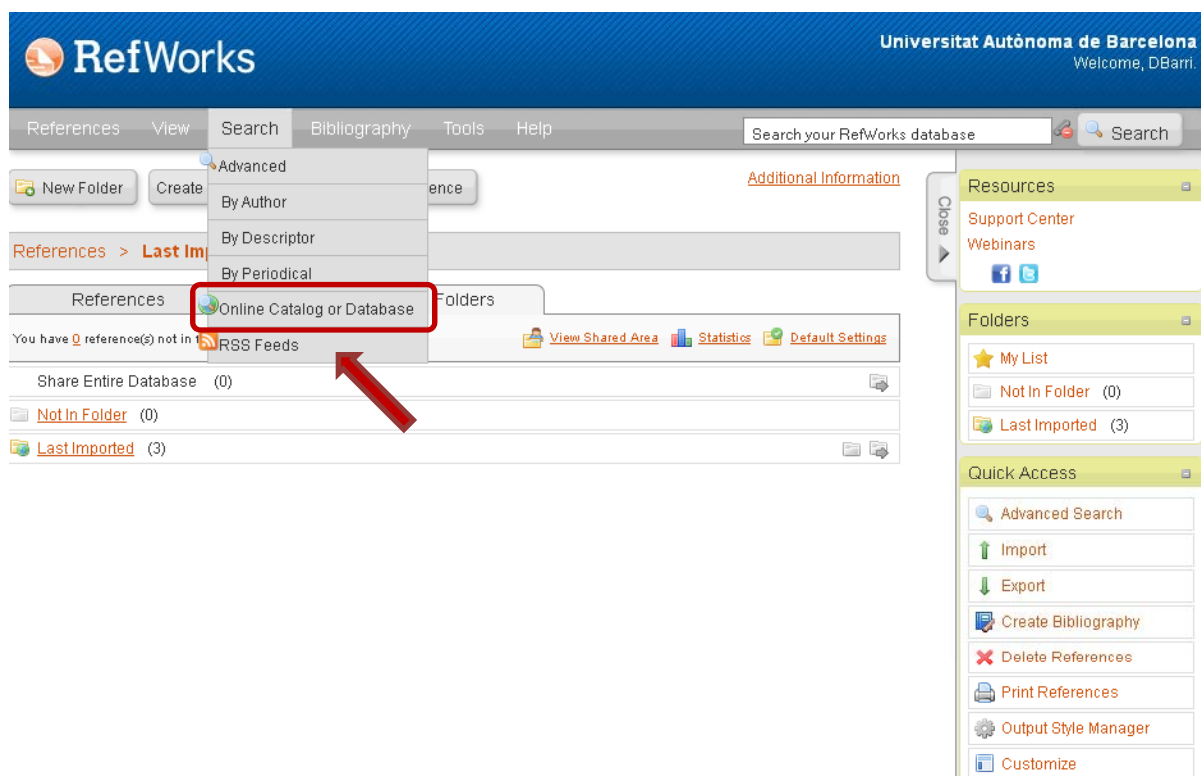 RefWorks
Universitat Autònoma de Barcelona
Welcome, DBarri.
References View Search Bibliography Tools Help
Search your RefWorks database
Search
Advanced
By Author
By Descriptor
By Periodical
Online Catalog or Database
RSS Feeds
New Folder
Create
ence
Additional Information
References > Last Im
References
Folders
You have 0 reference(s) not in
View Shared Area Statistics Default Settings
Share Entire Database (0)
Not In Folder (0)
Last Imported (3)
Close
Resources
Support Center
Webinars
Folders
My List
Not In Folder (0)
Last Imported (3)
Quick Access
Advanced Search
Import
Export
Create Bibliography
Delete References
Print References
Output Style Manager
Customize